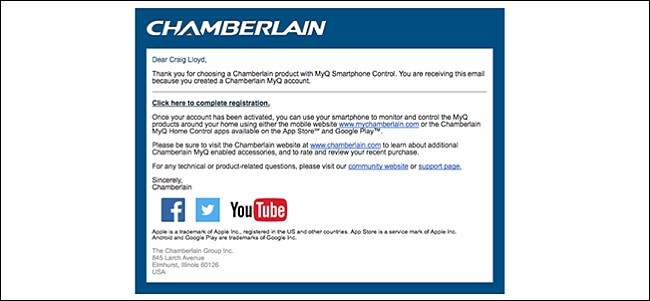 CHAMBERLAIN
Dear Craig Lloyd,
Thank you for choosing a Chamberlain product with MyQ Smartphone Control. You are receiving this email
because you created a Chamberlain MyQ account.
Click here to complete registration.
Once your account has been activated, you can use your smartphone to monitor and control the MyQ
products around your home using either the mobile website www.mychamberlain.com or the Chamberlain
MyQ Home Control apps available on the App Store℠ and Google Play™.
Please be sure to visit the Chamberlain website at www.chamberlain.com to learn about additional
Chamberlain MyQ enabled accessories, and to rate and review your recent purchase.
For any technical or product-related questions, please visit our community website or support page.
Sincerely,
Chamberlain
f YouTube
Apple is a trademark of Apple Inc., registered in the US and other countries. App Store is a service mark of Apple Inc.
Android and Google Play are trademarks of Google Inc.
The Chamberlain Group Inc.
845 Larch Avenue
Elmhurst, Illinois 60126
USA